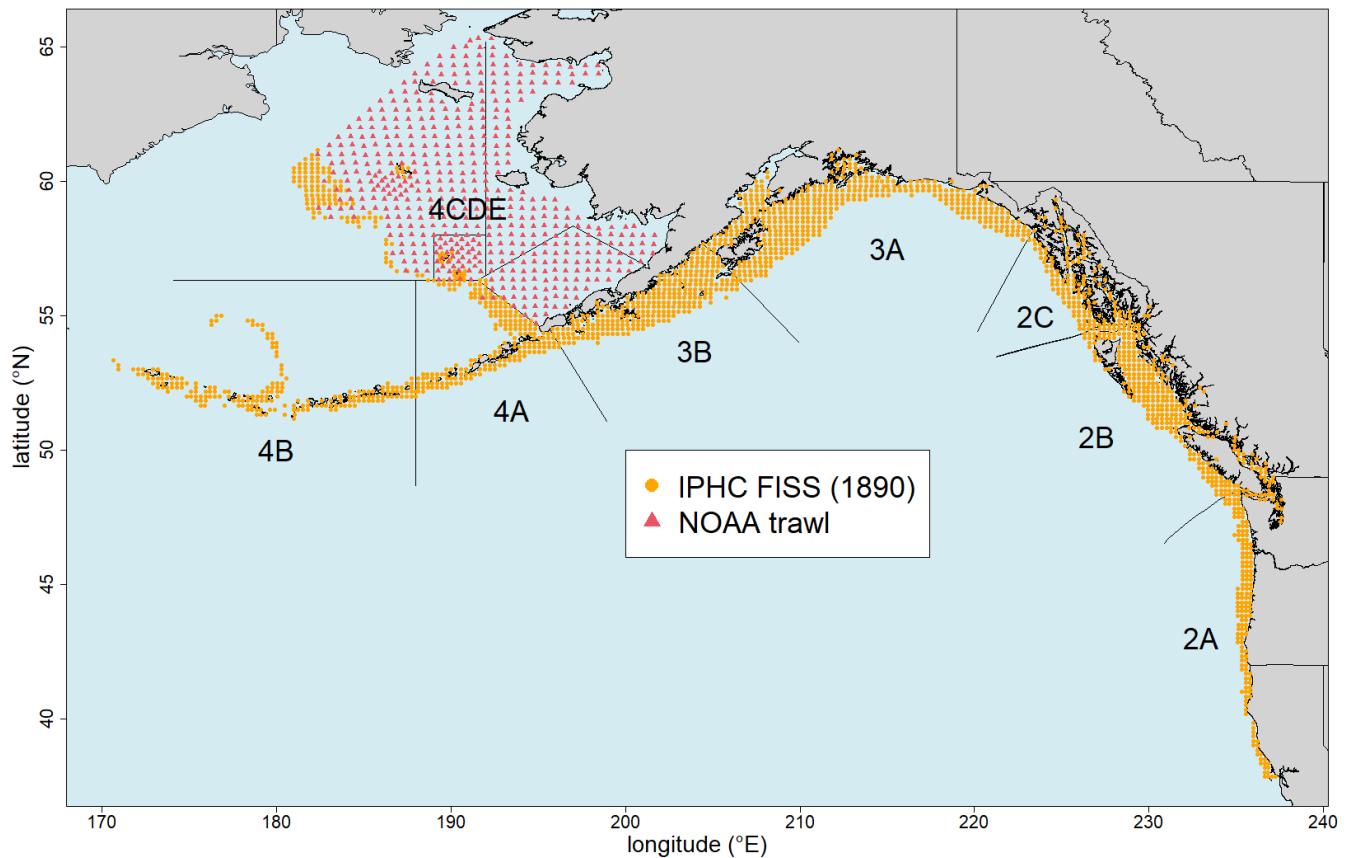 65
60
55
50
45
40
latitude (°N)
4CDE
3A
2C
3B
4A
2B
4B
IPHC FISS (1890)
NOAA trawl
2A
170
180
190
200
210
220
230
240
longitude (°E)